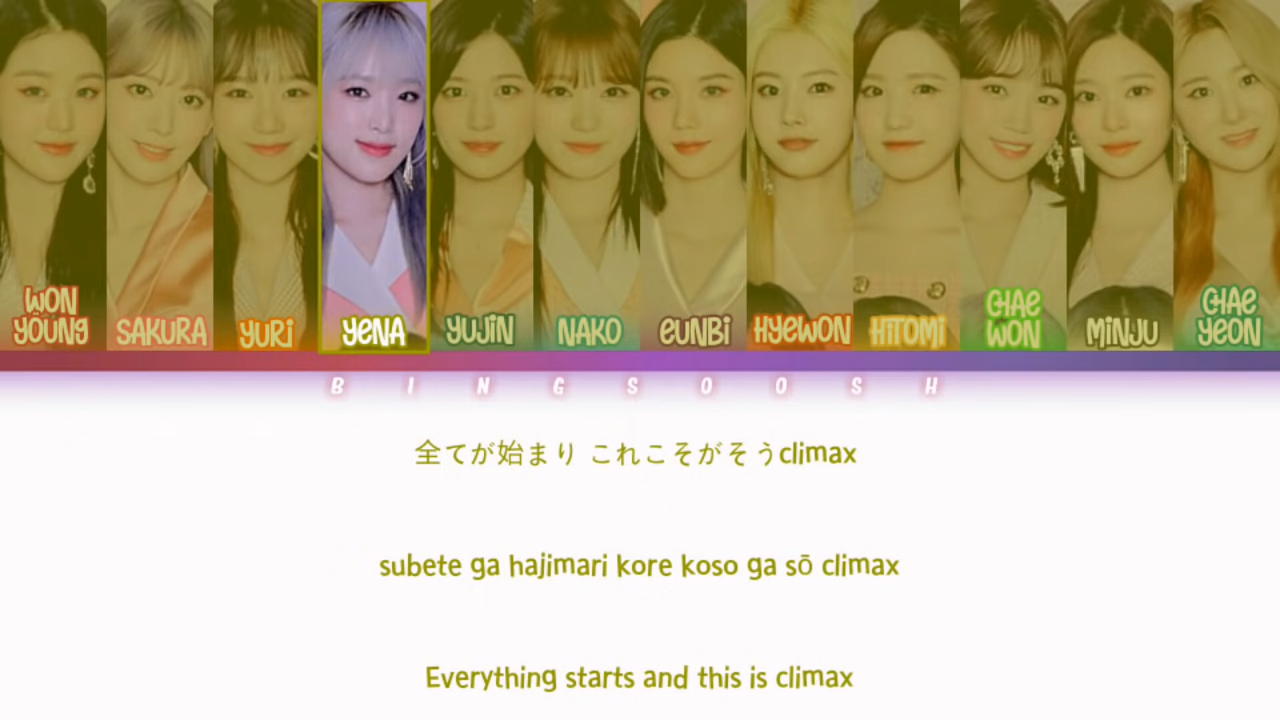 WON YOUNG
SAKURA
YURI
YENA
YUJIN
NAKO
EUNBI
HYEWON
HITOMI
CHAE WON
MINJU
CHAE YEON
BINGSOOSH
全てが始まり これこそがそうclimax
subete ga hajimari kore koso ga sō climax
Everything starts and this is climax